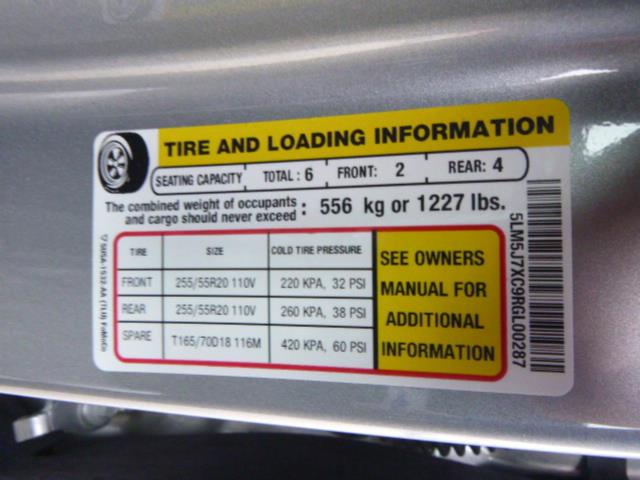 TIRE AND LOADING INFORMATION
SEATING CAPACITY TOTAL : 6 FRONT: 2 REAR: 4
The combined weight of occupants
and cargo should never exceed : 556 kg or 1227 lbs.
TIRE SIZE COLD TIRE PRESSURE
FRONT 255/55R20 110V 220 KPA, 32 PSI
REAR 255/55R20 110V 260 KPA, 38 PSI
SPARE T165/70D18 116M 420 KPA, 60 PSI
SEE OWNERS
MANUAL FOR
ADDITIONAL
INFORMATION
5LM5J7XC9RGL00287